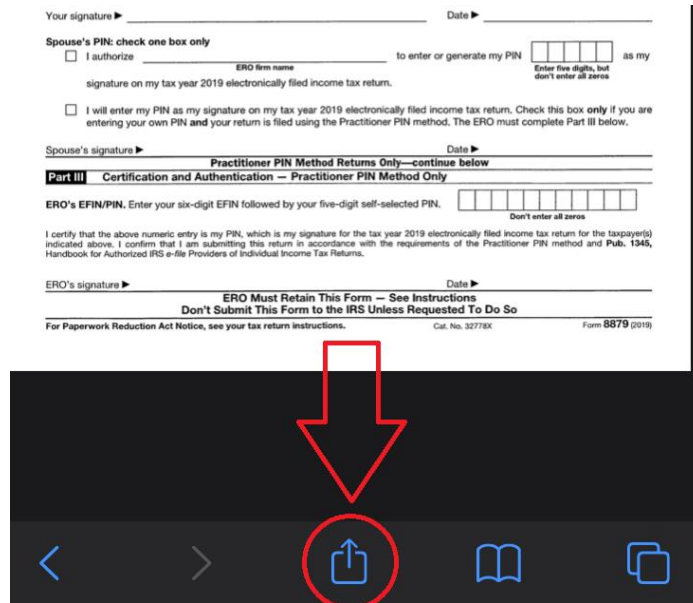 Your signature ▶ Date ▶
Spouse's PIN: check one box only
I authorize to enter or generate my PIN as my
ERO firm name Enter five digits, but
don't enter all zeros
signature on my tax year 2019 electronically filed income tax return.
I will enter my PIN as my signature on my tax year 2019 electronically filed income tax return. Check this box only if you are
entering your own PIN and your return is filed using the Practitioner PIN method. The ERO must complete Part III below.
Spouse's signature ▶ Date ▶
Practitioner PIN Method Returns Only—continue below
Part III Certification and Authentication — Practitioner PIN Method Only
ERO's EFIN/PIN. Enter your six-digit EFIN followed by your five-digit self-selected PIN.
Don't enter all zeros
I certify that the above numeric entry is my PIN, which is my signature for the tax year 2019 electronically filed income tax return for the taxpayer(s)
indicated above. I confirm that I am submitting this return in accordance with the requirements of the Practitioner PIN method and Pub. 1345,
Handbook for Authorized IRS e-file Providers of Individual Income Tax Returns.
ERO's signature ▶ Date ▶
ERO Must Retain This Form — See Instructions
Don't Submit This Form to the IRS Unless Requested To Do So
For Paperwork Reduction Act Notice, see your tax return instructions. Cat. No. 32778X Form 8879 (2019)